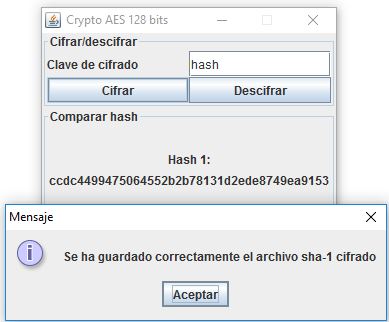 Crypto AES 128 bits
Cifrar/descifrar
Clave de cifrado hash
Cifrar Descifrar
Comparar hash
Hash 1:
ccdc4499475064552b2b78131d2ede8749ea9153
Mensaje
Se ha guardado correctamente el archivo sha-1 cifrado
Aceptar